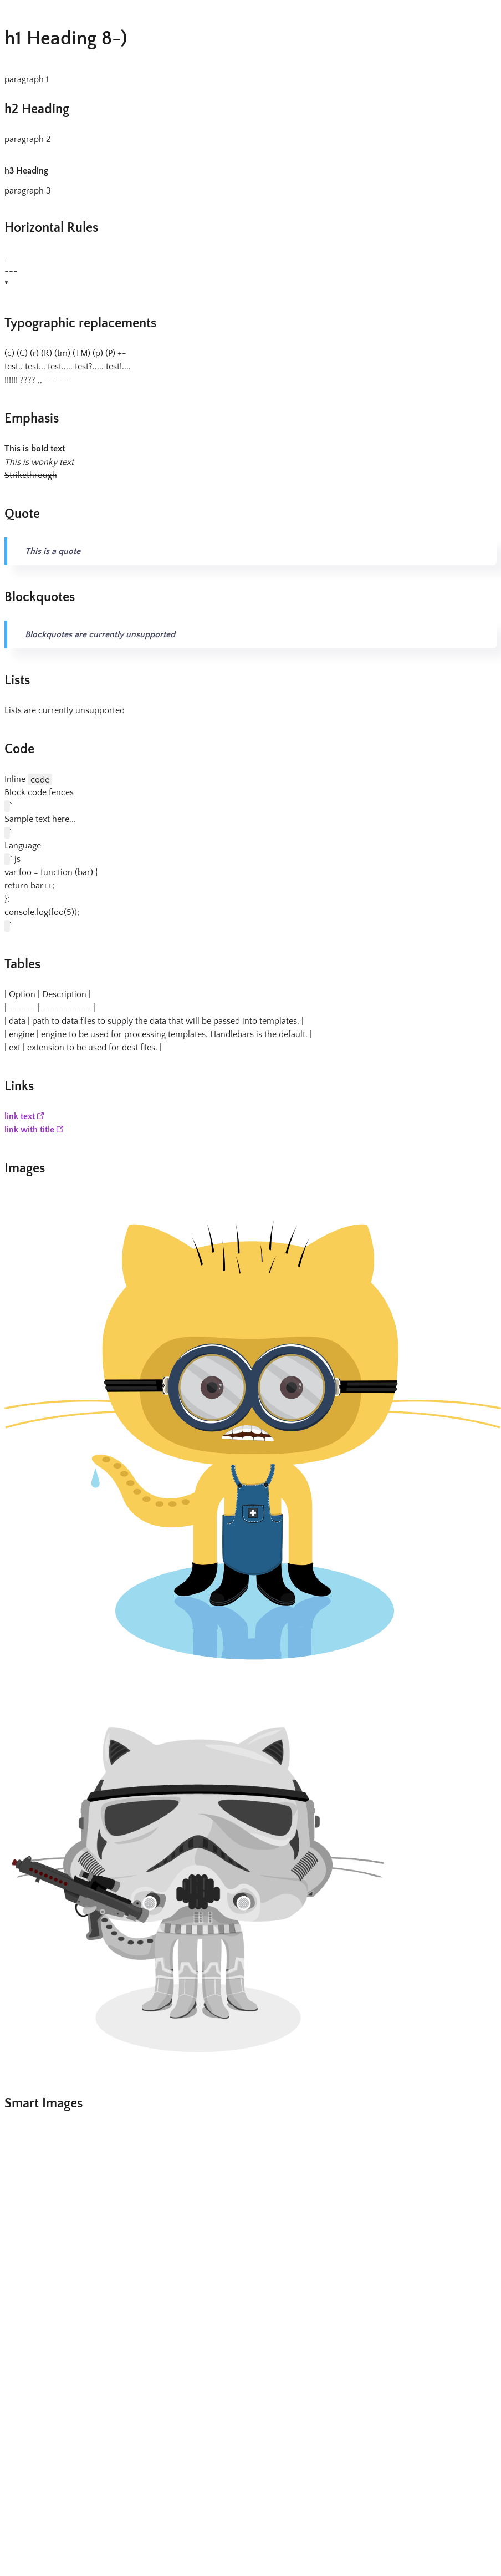 h1 Heading 8-)
paragraph 1
h2 Heading
paragraph 2
h3 Heading
paragraph 3
Horizontal Rules
_
---
*
Typographic replacements
(c) (C) (r) (R) (tm) (TM) (p) (P) +-
test.. test... test..... test?..... test!....
!!!!!! ???? ,, -- ---
Emphasis
This is bold text
This is wonky text
Strikethrough
Quote
This is a quote
Blockquotes
Blockquotes are currently unsupported
Lists
Lists are currently unsupported
Code
Inline code
Block code fences
`
Sample text here...
`
Language
` js
var foo = function (bar) {
return bar++;
};
console.log(foo(5));
`
Tables
| Option | Description |
| ------ | ----------- |
| data | path to data files to supply the data that will be passed into templates. |
| engine | engine to be used for processing templates. Handlebars is the default. |
| ext | extension to be used for dest files. |
Links
link text
link with title
Images
Smart Images